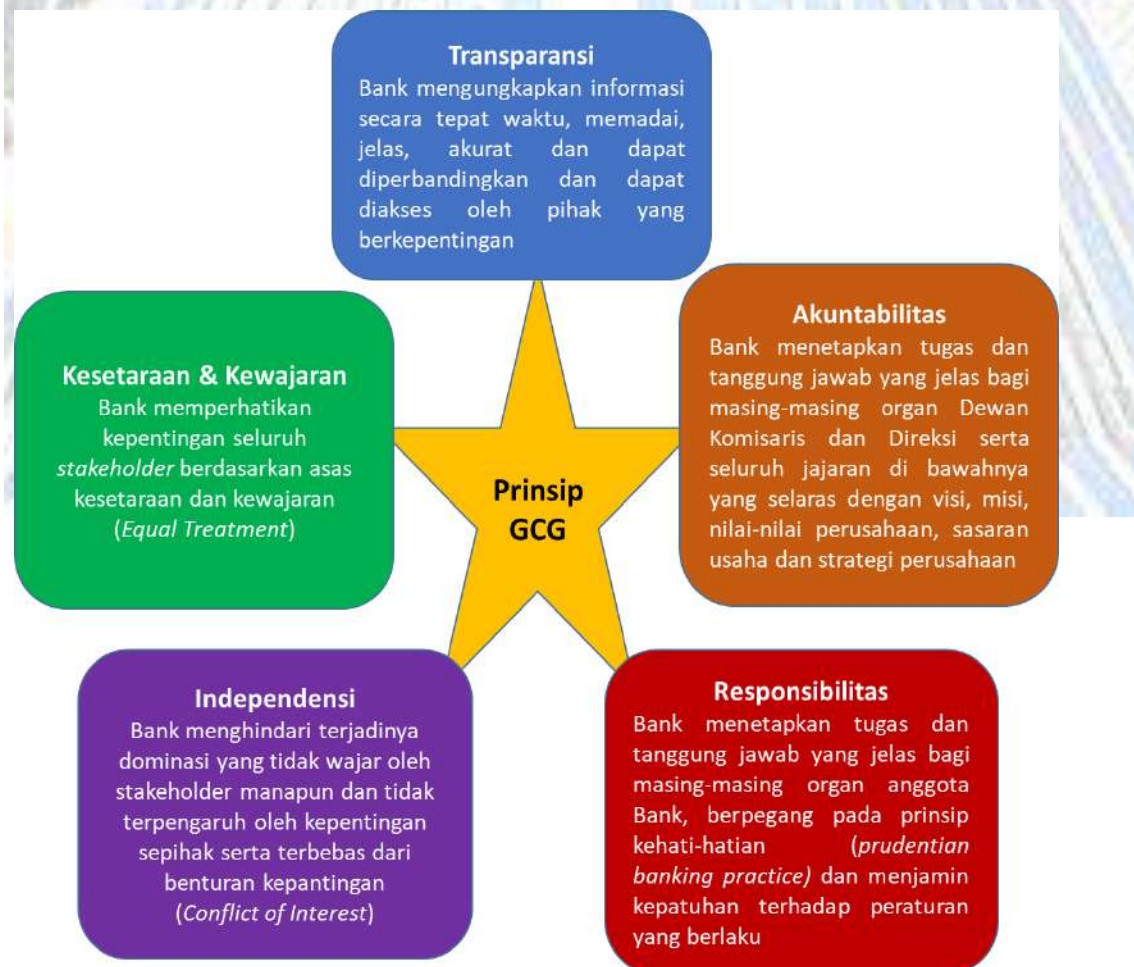 Transparansi
Bank mengungkapkan informasi
secara tepat waktu, memadai,
jelas, akurat dan dapat
diperbandingkan dan dapat
diakses oleh pihak yang
berkepentingan
Akuntabilitas
Bank menetapkan tugas dan
tanggung jawab yang jelas bagi
masing-masing organ Dewan
Komisaris dan Direksi serta
seluruh jajaran di bawahnya
yang selaras dengan visi, misi,
nilai-nilai perusahaan, sasaran
usaha dan strategi perusahaan
Kesetaraan & Kewajaran
Bank memperhatikan
kepentingan seluruh
stakeholder berdasarkan asas
kesetaraan dan kewajaran
(Equal Treatment)
Prinsip
GCG
Independensi
Bank menghindari terjadinya
dominasi yang tidak wajar oleh
stakeholder manapun dan tidak
terpengaruh oleh kepentingan
sepihak serta terbebas dari
benturan kepantingan
(Conflict of Interest)
Responsibilitas
Bank menetapkan tugas dan
tanggung jawab yang jelas bagi
masing-masing organ anggota
Bank, berpegang pada prinsip
kehati-hatian (prudentian
banking practice) dan menjamin
kepatuhan terhadap peraturan
yang berlaku